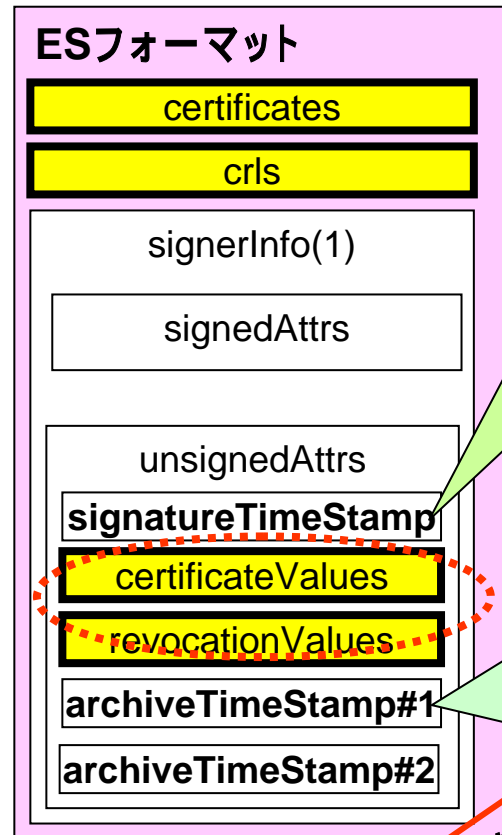 ESフォーマット
certificates
crls
signerInfo(1)
signedAttrs
unsignedAttrs
signatureTimeStamp
certificateValues
revocationValues
archiveTimeStamp#1
archiveTimeStamp#2